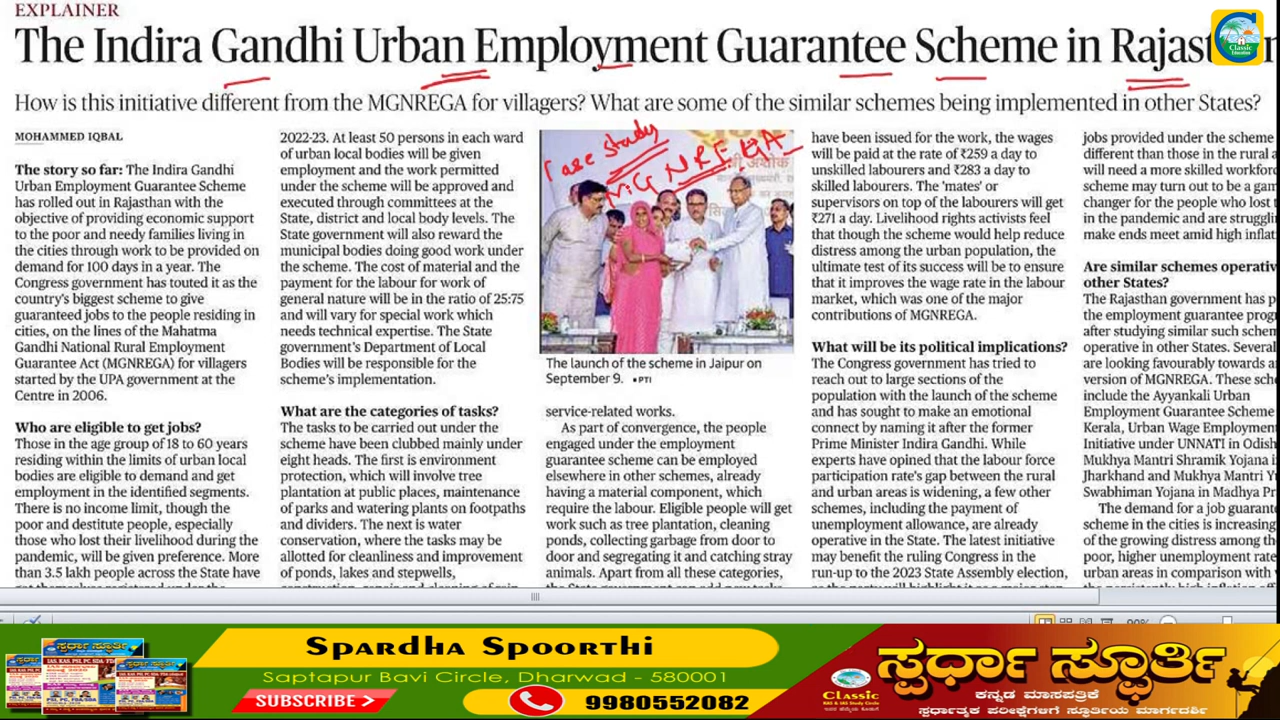 EXPLAINER
The Indira Gandhi Urban Employment Guarantee Scheme in
Classic
Education
How is this initiative different from the MGNREGA for villagers? What are some of the similar schemes being implemented in other States?
MOHAMMED IQBAL
The story so far: The Indira Gandhi
Urban Employment Guarantee Scheme
has rolled out in Rajasthan with the
objective of providing economic support
to the poor and needy families living in
the cities through work to be provided on
demand for 100 days in a year. The
Congress government has touted it as the
country's biggest scheme to give
guaranteed jobs to the people residing in
cities, on the lines of the Mahatma
Gandhi National Rural Employment
Guarantee Act (MGNREGA) for villagers
started by the UPA government at the
Centre in 2006.
Who are eligible to get jobs?
Those in the age group of 18 to 60 years
residing within the limits of urban local
bodies are eligible to demand and get
employment in the identified segments.
There is no income limit, though the
poor and destitute people, especially
those who lost their livelihood during the
pandemic, will be given preference. More
than 3.5 lakh people across the State have
2022-23. At least 50 persons in each ward
of urban local bodies will be given
employment and the work permitted
under the scheme will be approved and
executed through committees at the
State, district and local body levels. The
State government will also reward the
municipal bodies doing good work under
the scheme. The cost of material and the
payment for the labour for work of
general nature will be in the ratio of 25:75
and will vary for special work which
needs technical expertise. The State
government's Department of Local
Bodies will be responsible for the
scheme's implementation.
What are the categories of tasks?
The tasks to be carried out under the
scheme have been clubbed mainly under
eight heads. The first is environment
protection, which will involve tree
plantation at public places, maintenance
of parks and watering plants on footpaths
and dividers. The next is water
conservation, where the tasks may be
allotted for cleanliness and improvement
of ponds, lakes and stepwells,
Case Study
The launch of the scheme in Jaipur on
September 9. •PTI
service-related works.
As part of convergence, the people
engaged under the employment
guarantee scheme can be employed
elsewhere in other schemes, already
having a material component, which
require the labour. Eligible people will get
work such as tree plantation, cleaning
ponds, collecting garbage from door to
door and segregating it and catching stray
animals. Apart from all these categories,
the State government can add new tasks
have been issued for the work, the wages
will be paid at the rate of ₹259 a day to
unskilled labourers and ₹283 a day to
skilled labourers. The 'mates' or
supervisors on top of the labourers will get
₹271 a day. Livelihood rights activists feel
that though the scheme would help reduce
distress among the urban population, the
ultimate test of its success will be to ensure
that it improves the wage rate in the labour
market, which was one of the major
contributions of MGNREGA.
What will be its political implications?
The Congress government has tried to
reach out to large sections of the
population with the launch of the scheme
and has sought to make an emotional
connect by naming it after the former
Prime Minister Indira Gandhi. While
experts have opined that the labour force
participation rate's gap between the rural
and urban areas is widening, a few other
schemes, including the payment of
unemployment allowance, are already
operative in the State. The latest initiative
may benefit the ruling Congress in the
run-up to the 2023 State Assembly election,
jobs provided under the scheme
different than those in the rural a
will need a more skilled workfor
scheme may turn out to be a gam
changer for the people who lost
in the pandemic and are struggli
make ends meet amid high inflat
Are similar schemes operativ
other States?
The Rajasthan government has p
the employment guarantee prog
after studying similar such schem
operative in other States. Several
are looking favourably towards a
version of MGNREGA. These sche
include the Ayyankali Urban
Employment Guarantee Scheme
Kerala, Urban Wage Employmen
Initiative under UNNATI in Odish
Mukhya Mantri Shramik Yojana i
Jharkhand and Mukhya Mantri Y
Swabhiman Yojana in Madhya Pr
The demand for a job guarant
scheme in the cities is increasing
of the growing distress among th
poor, higher unemployment rate
urban areas in comparison with
90%
SPARDHA SPOORTHI
Saptapur Bavi Circle, Dharwad - 580001
SUBSCRIBE
9980552082
ಸ್ಪರ್ಧಾ ಸ್ಫೂರ್ತಿ
ಕನ್ನಡ ಮಾಸಪತ್ರಿಕೆ
ಸ್ಪರ್ಧಾತ್ಮಕ ಪರೀಕ್ಷೆಗಳಿಗೆ ಸ್ಫೂರ್ತಿಯ ಮಾರ್ಗದರ್ಶಿ
Classic
KAS & IAS Study Circle